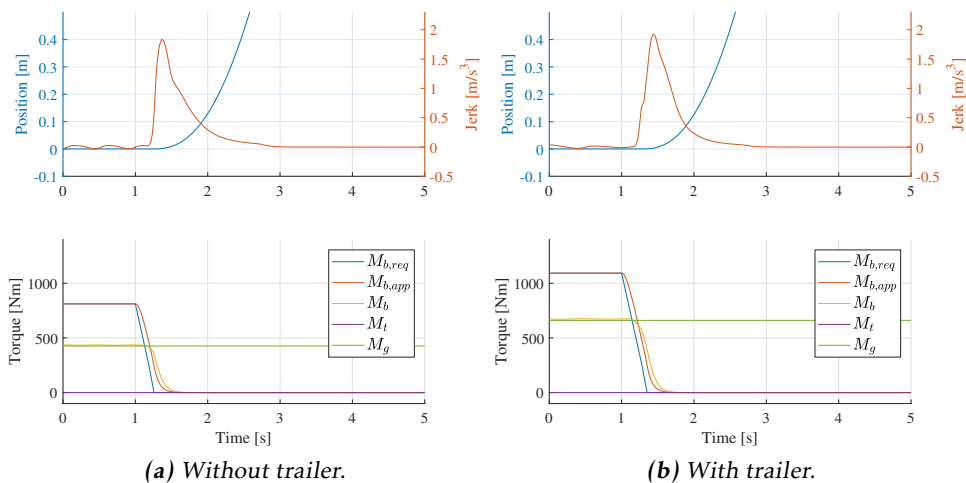 0.4
0.3
0.2
0.1
0
-0.1
Position [m]
2
1.5
1
0.5
0
-0.5
Jerk [m/s³]
0 1 2 3 4 5
0.4
0.3
0.2
0.1
0
-0.1
Position [m]
2
1.5
1
0.5
0
-0.5
Jerk [m/s³]
Jerk [m/s³]
0 1 2 3 4 5
1000
500
0
Torque [Nm]
M_{b,req}
M_{b,app}
M_b
M_t
M_g
0 1 2 3 4 5
Time [s]
1000
500
0
Torque [Nm]
M_{b,req}
M_{b,app}
M_b
M_t
M_g
0 1 2 3 4 5
Time [s]
(a) Without trailer.
(b) With trailer.